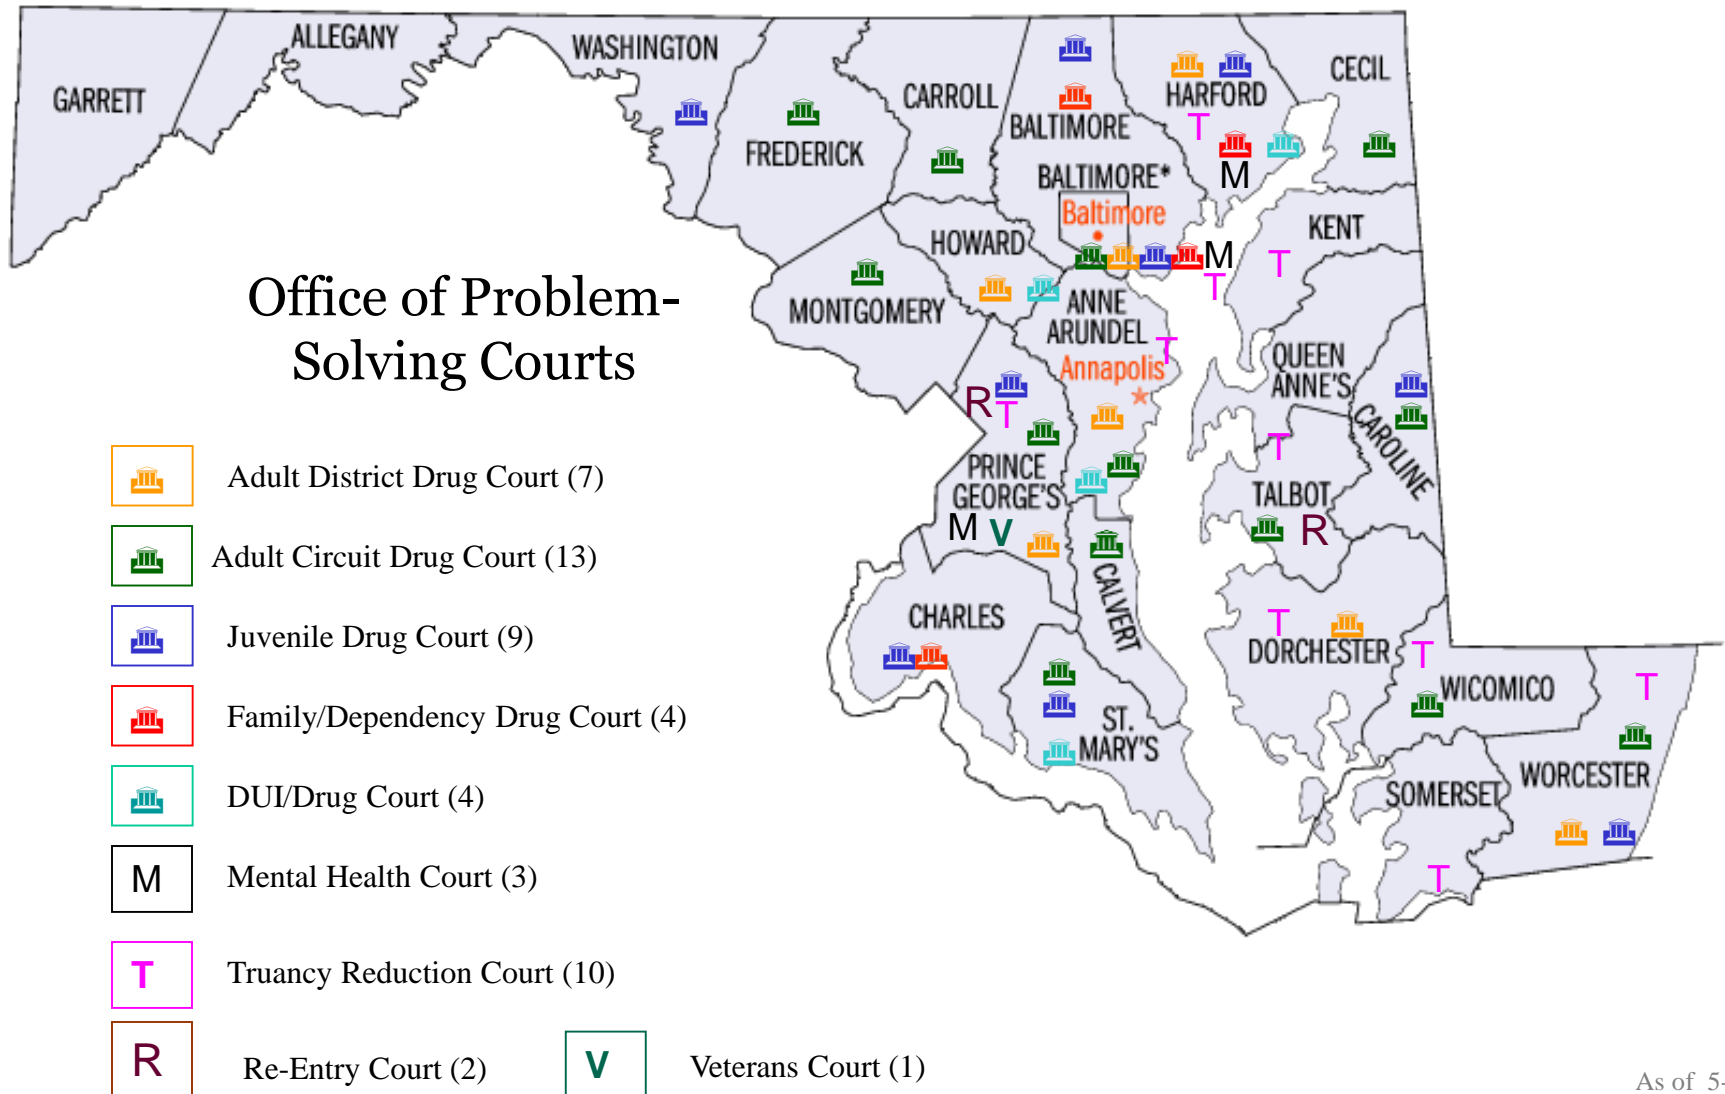 GARRETT
ALLEGANY
WASHINGTON
FREDERICK
CARROLL
BALTIMORE
BALTIMORE*
Baltimore
HARFORD
T
M
CECIL
KENT
T
M
T
HOWARD
MONTGOMERY
ANNE
ARUNDEL
T
Annapolis
QUEEN
ANNE'S
CAROLINE
R
T
PRINCE
GEORGE'S
M V
T
TALBOT
R
CALVERT
CHARLES
ST.
MARY'S
T
DORCHESTER
T
WICOMICO
T
WORCESTER
SOMERSET
T
Office of Problem-
Solving Courts
Adult District Drug Court (7)
Adult Circuit Drug Court (13)
Juvenile Drug Court (9)
Family/Dependency Drug Court (4)
DUI/Drug Court (4)
M Mental Health Court (3)
T Truancy Reduction Court (10)
R Re-Entry Court (2) V Veterans Court (1)
As of 5-